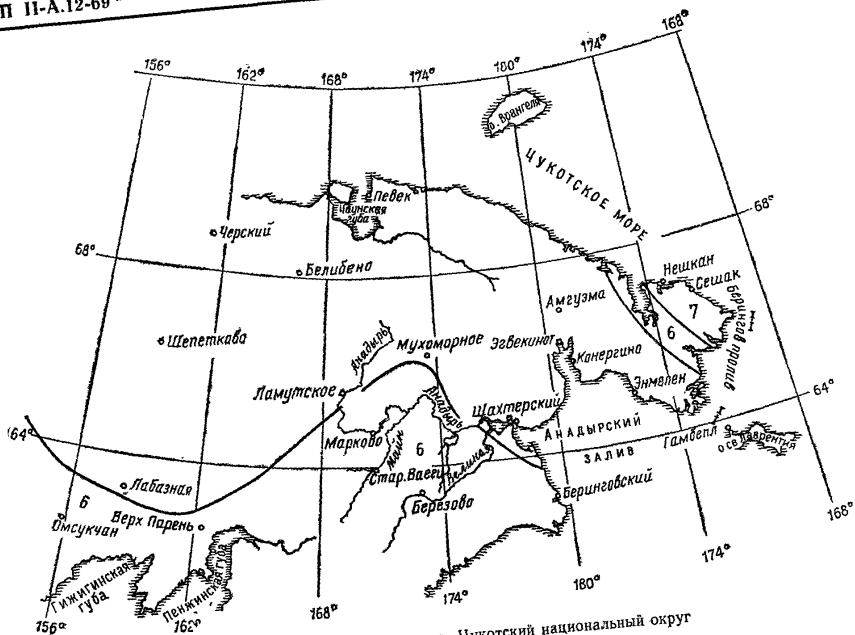 П II-А.12-69
156°
162°
168°
174°
180°
174°
168°
о. Врангеля
ЧУКОТСКОЕ МОРЕ
Певек
Чаунская
губа
Черский
68°
68°
Билибено
Нешкан
Сешак
Амгуэма
7
6
Берингов пролив
Шепеткава
Анадырь
Мухоморное
Эгвекинот
Конергино
Ламутское
Энмелен
64°
Анадырь
Шахтерский
АНАДЫРСКИЙ
ЗАЛИВ
Гамбелл
о св Лаврентия
64°
Марково
Майн
6
Стар. Ваеги
Великая
Лабазная
6
Березово
Беринговский
Омсукчан
Верх Парень
Гижигинская
губа
Пенжинская губа
156°
162°
168°
174°
180°
174°
168°
Чукотский национальный округ